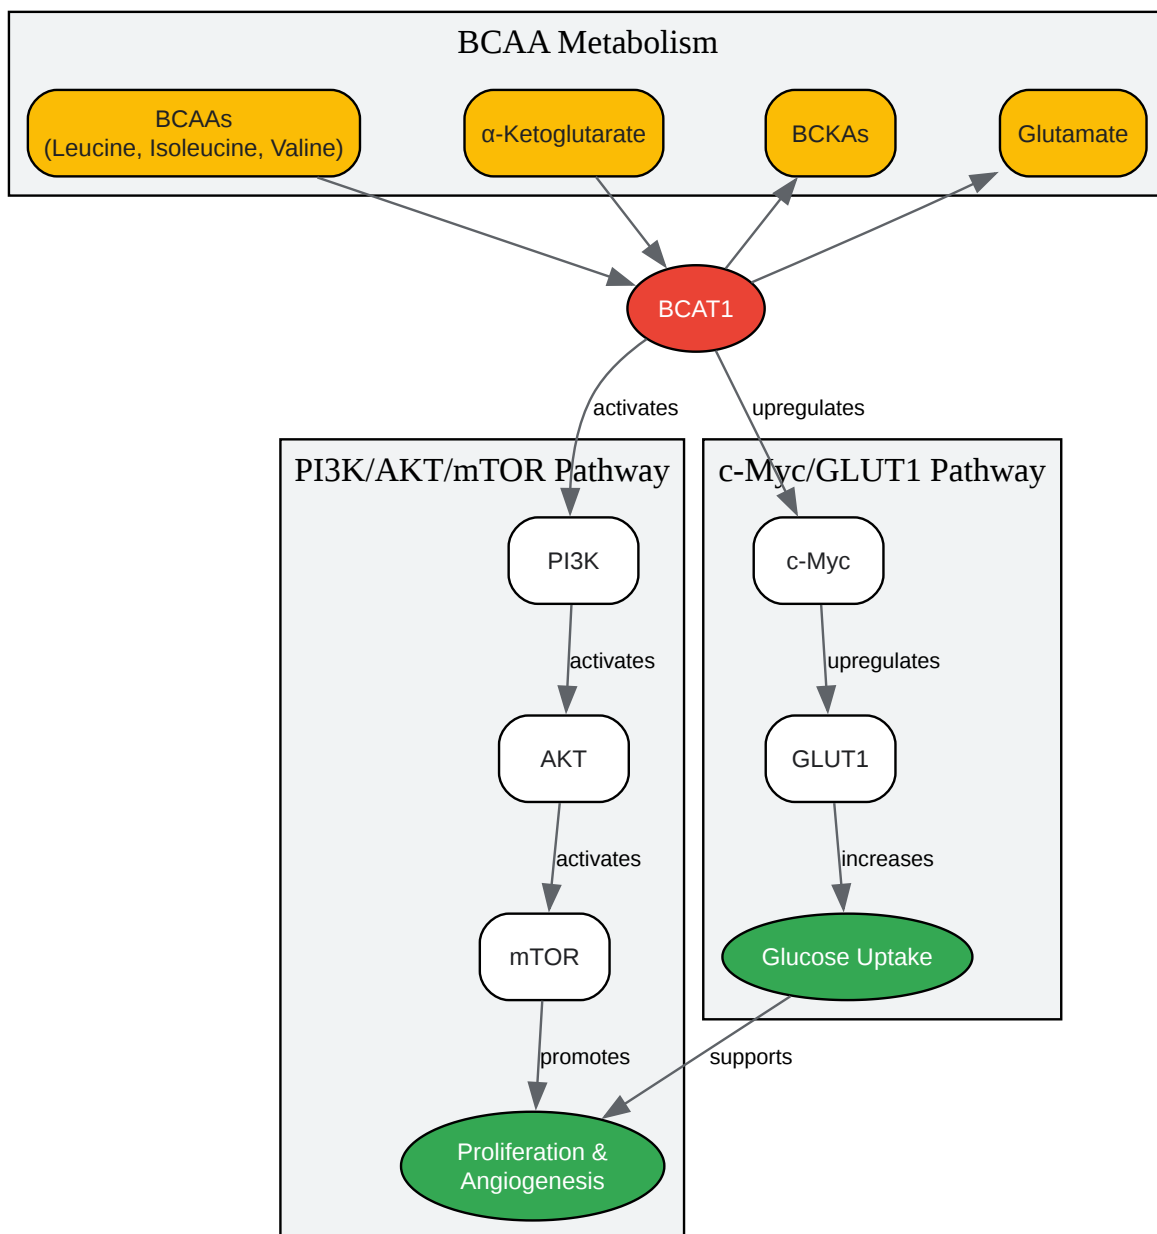 BCAA Metabolism
BCAAs
(Leucine, Isoleucine, Valine)
α-Ketoglutarate
BCKAs
Glutamate
BCAT1
activates
upregulates
PI3K/AKT/mTOR Pathway
c-Myc/GLUT1 Pathway
PI3K
c-Myc
activates
upregulates
AKT
GLUT1
activates
increases
mTOR
Glucose Uptake
promotes
supports
Proliferation &
Angiogenesis